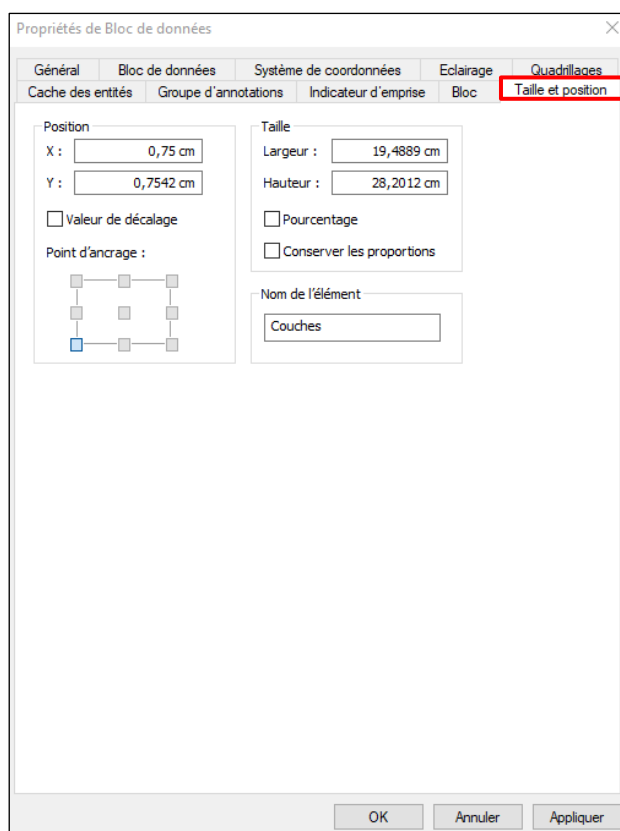 Propriétés de Bloc de données
Général Bloc de données Système de coordonnées Eclairage Quadrillages
Cache des entités Groupe d'annotations Indicateur d'emprise Bloc Taille et position
Position
X : 0,75 cm
Y : 0,7542 cm
Valeur de décalage
Point d'ancrage :
Taille
Largeur : 19,4889 cm
Hauteur : 28,2012 cm
Pourcentage
Conserver les proportions
Nom de l'élément
Couches
OK Annuler Appliquer